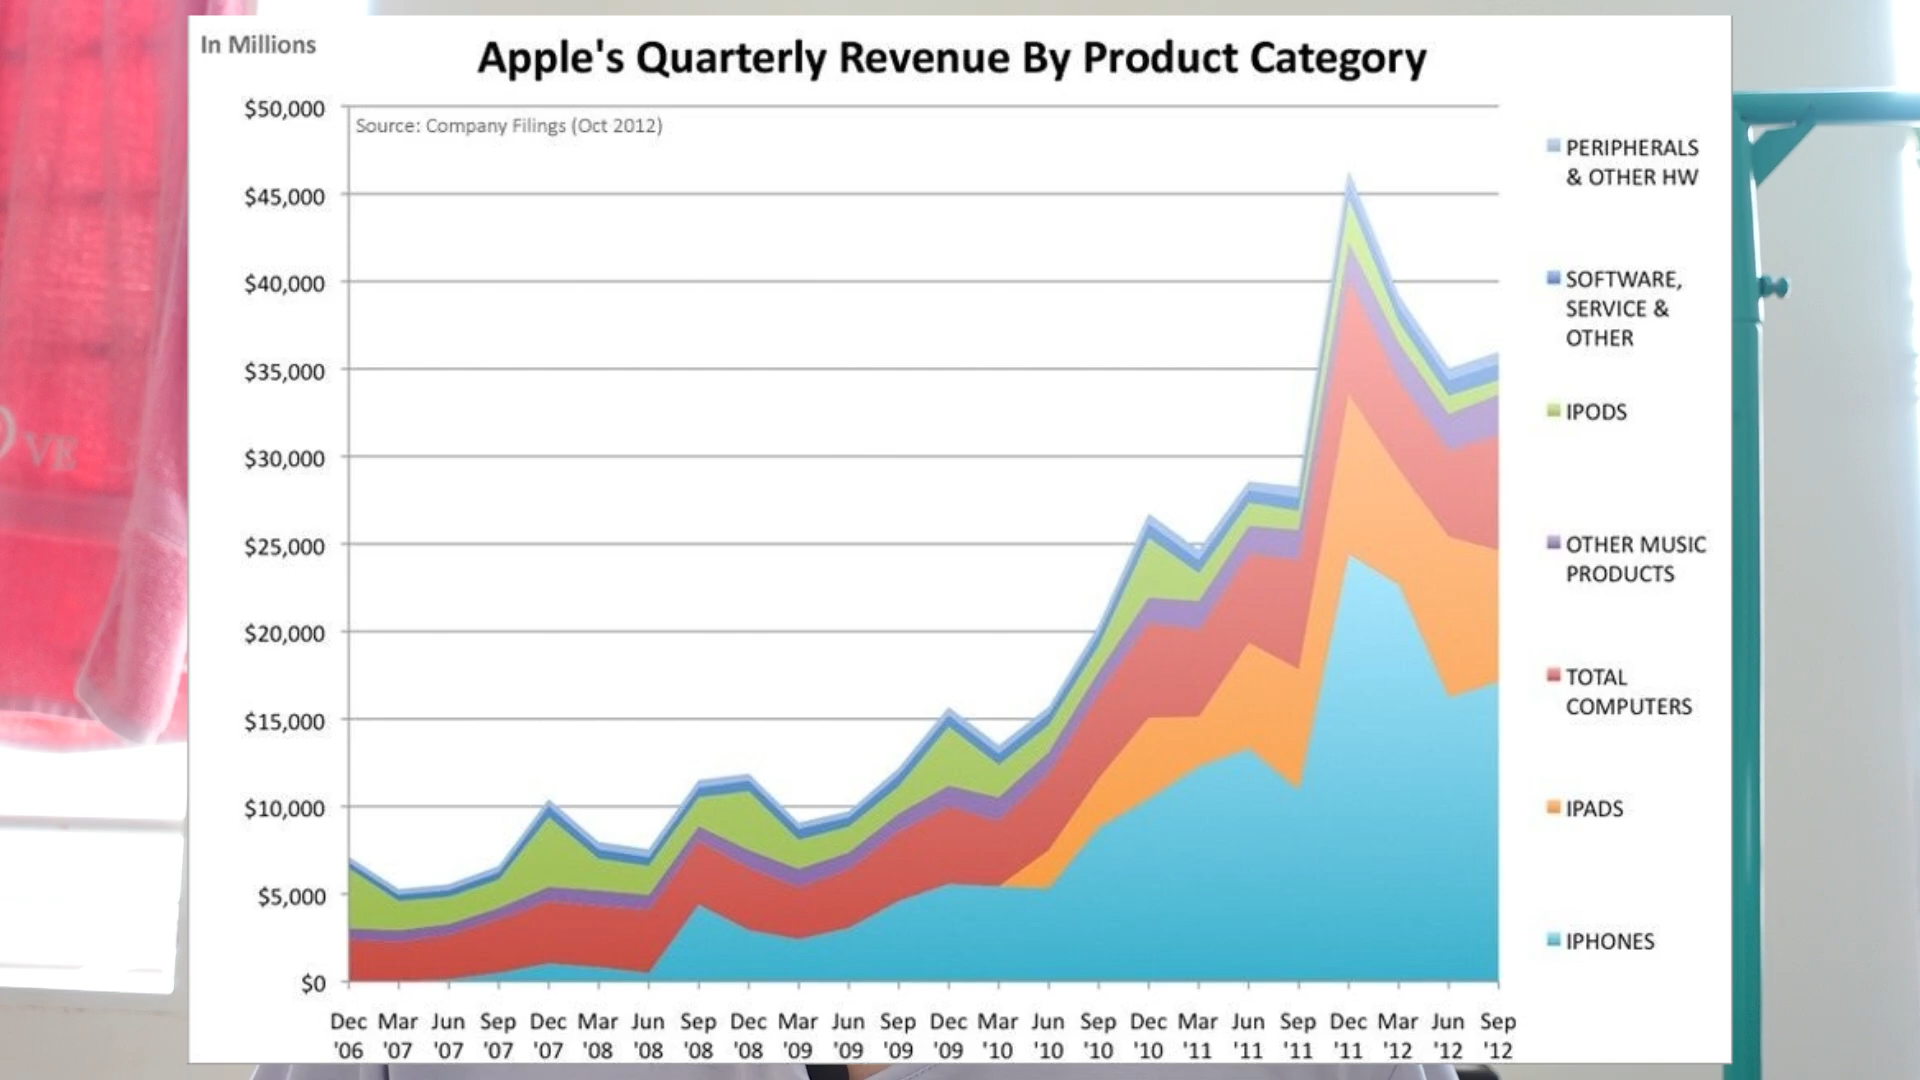 In Millions
Apple's Quarterly Revenue By Product Category
$50,000
$45,000
$40,000
$35,000
$30,000
$25,000
$20,000
$15,000
$10,000
$5,000
$0
Source: Company Filings (Oct 2012)
PERIPHERALS
& OTHER HW
SOFTWARE,
SERVICE &
OTHER
IPODS
OTHER MUSIC
PRODUCTS
TOTAL
COMPUTERS
IPADS
IPHONES
Dec Mar Jun Sep Dec Mar Jun Sep Dec Mar Jun Sep Dec Mar Jun Sep Dec Mar Jun Sep Dec Mar Jun Sep
'06 '07 '07 '07 '07 '08 '08 '08 '08 '09 '09 '09 '09 '10 '10 '10 '10 '11 '11 '11 '11 '12 '12 '12